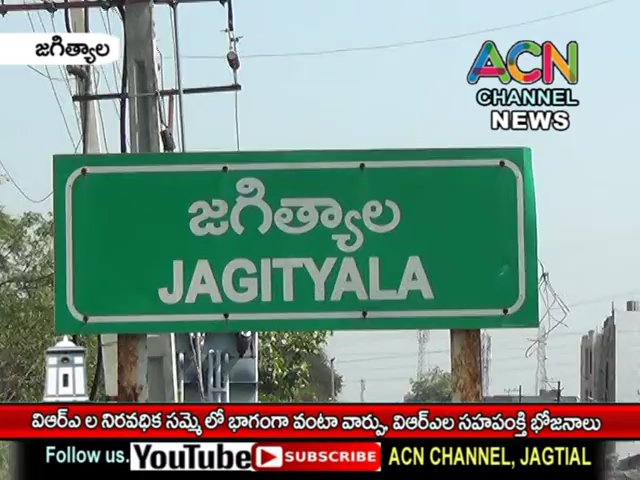 జగిత్యాల
ACN
CHANNEL
NEWS
జగిత్యాల
JAGITYALA
విఆర్ఎ ల నిరవధిక సమ్మె లో భాగంగా వంటా వార్పు, విఆర్ఎల సహపంక్తి భోజనాలు
Follow us. YouTube SUBSCRIBE ACN CHANNEL, JAGTIAL